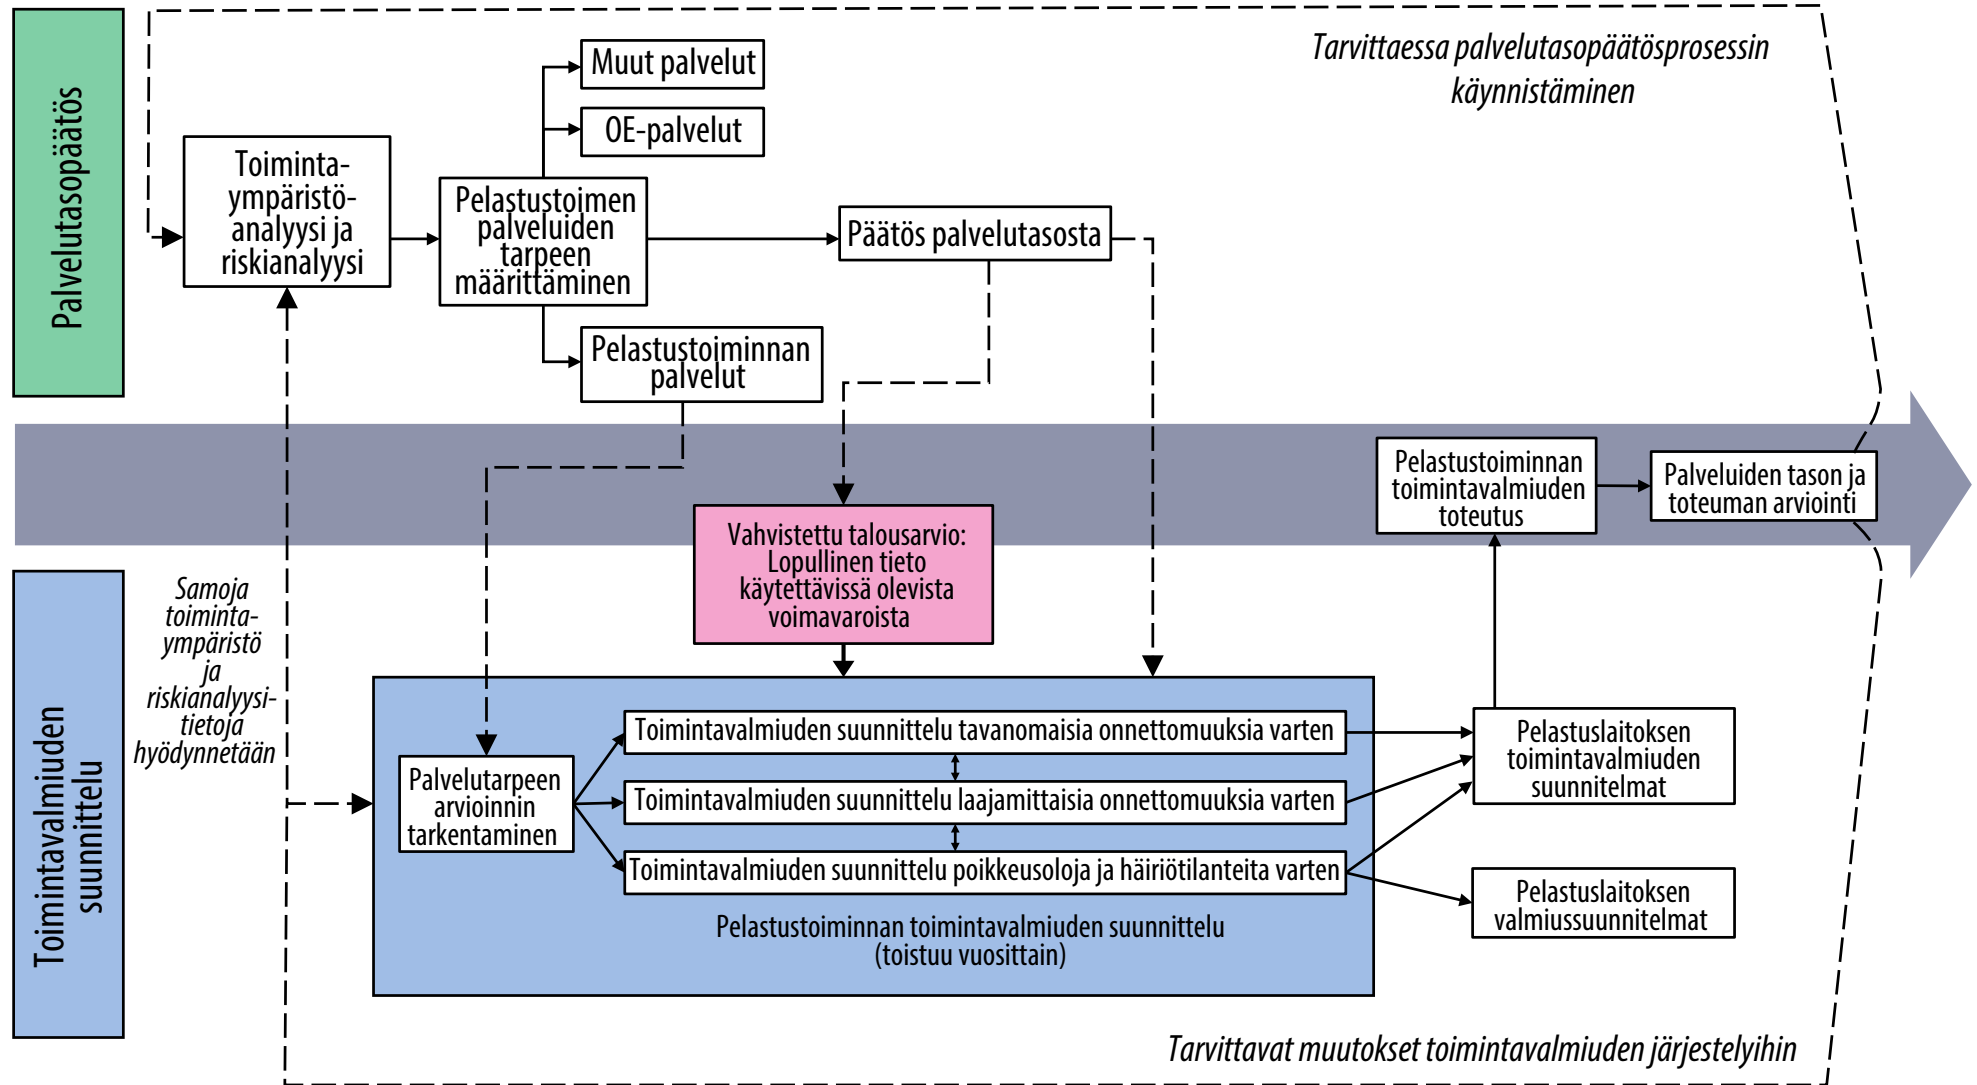 Palvelutasopäätös
Tarvittaessa palvelutasopäätösprosessin
käynnistäminen
Muut palvelut
OE-palvelut
Toiminta-
ympäristö-
analyysi ja
riskianalyysi
Pelastustoimen
palveluiden
tarpeen
määrittäminen
Päätös palvelutasosta
Pelastustoiminnan
palvelut
Pelastustoiminnan
toimintavalmiuden
toteutus
Palveluiden tason ja
toteuman arviointi
Vahvistettu talousarvio:
Lopullinen tieto
käytettävissä olevista
voimavaroista
Toimintavalmiuden
suunnittelu
Samoja
toiminta-
ympäristö
ja
riskianalyysi-
tietoja
hyödynnetään
Palvelutarpeen
arvioinnin
tarkentaminen
Toimintavalmiuden suunnittelu tavanomaisia onnettomuuksia varten
Toimintavalmiuden suunnittelu laajamittaisia onnettomuuksia varten
Toimintavalmiuden suunnittelu poikkeusoloja ja häiriötilanteita varten
Pelastustoiminnan toimintavalmiuden suunnittelu
(toistuu vuosittain)
Pelastuslaitoksen
toimintavalmiuden
suunnitelmat
Pelastuslaitoksen
valmiussuunnitelmat
Tarvittavat muutokset toimintavalmiuden järjestelyihin